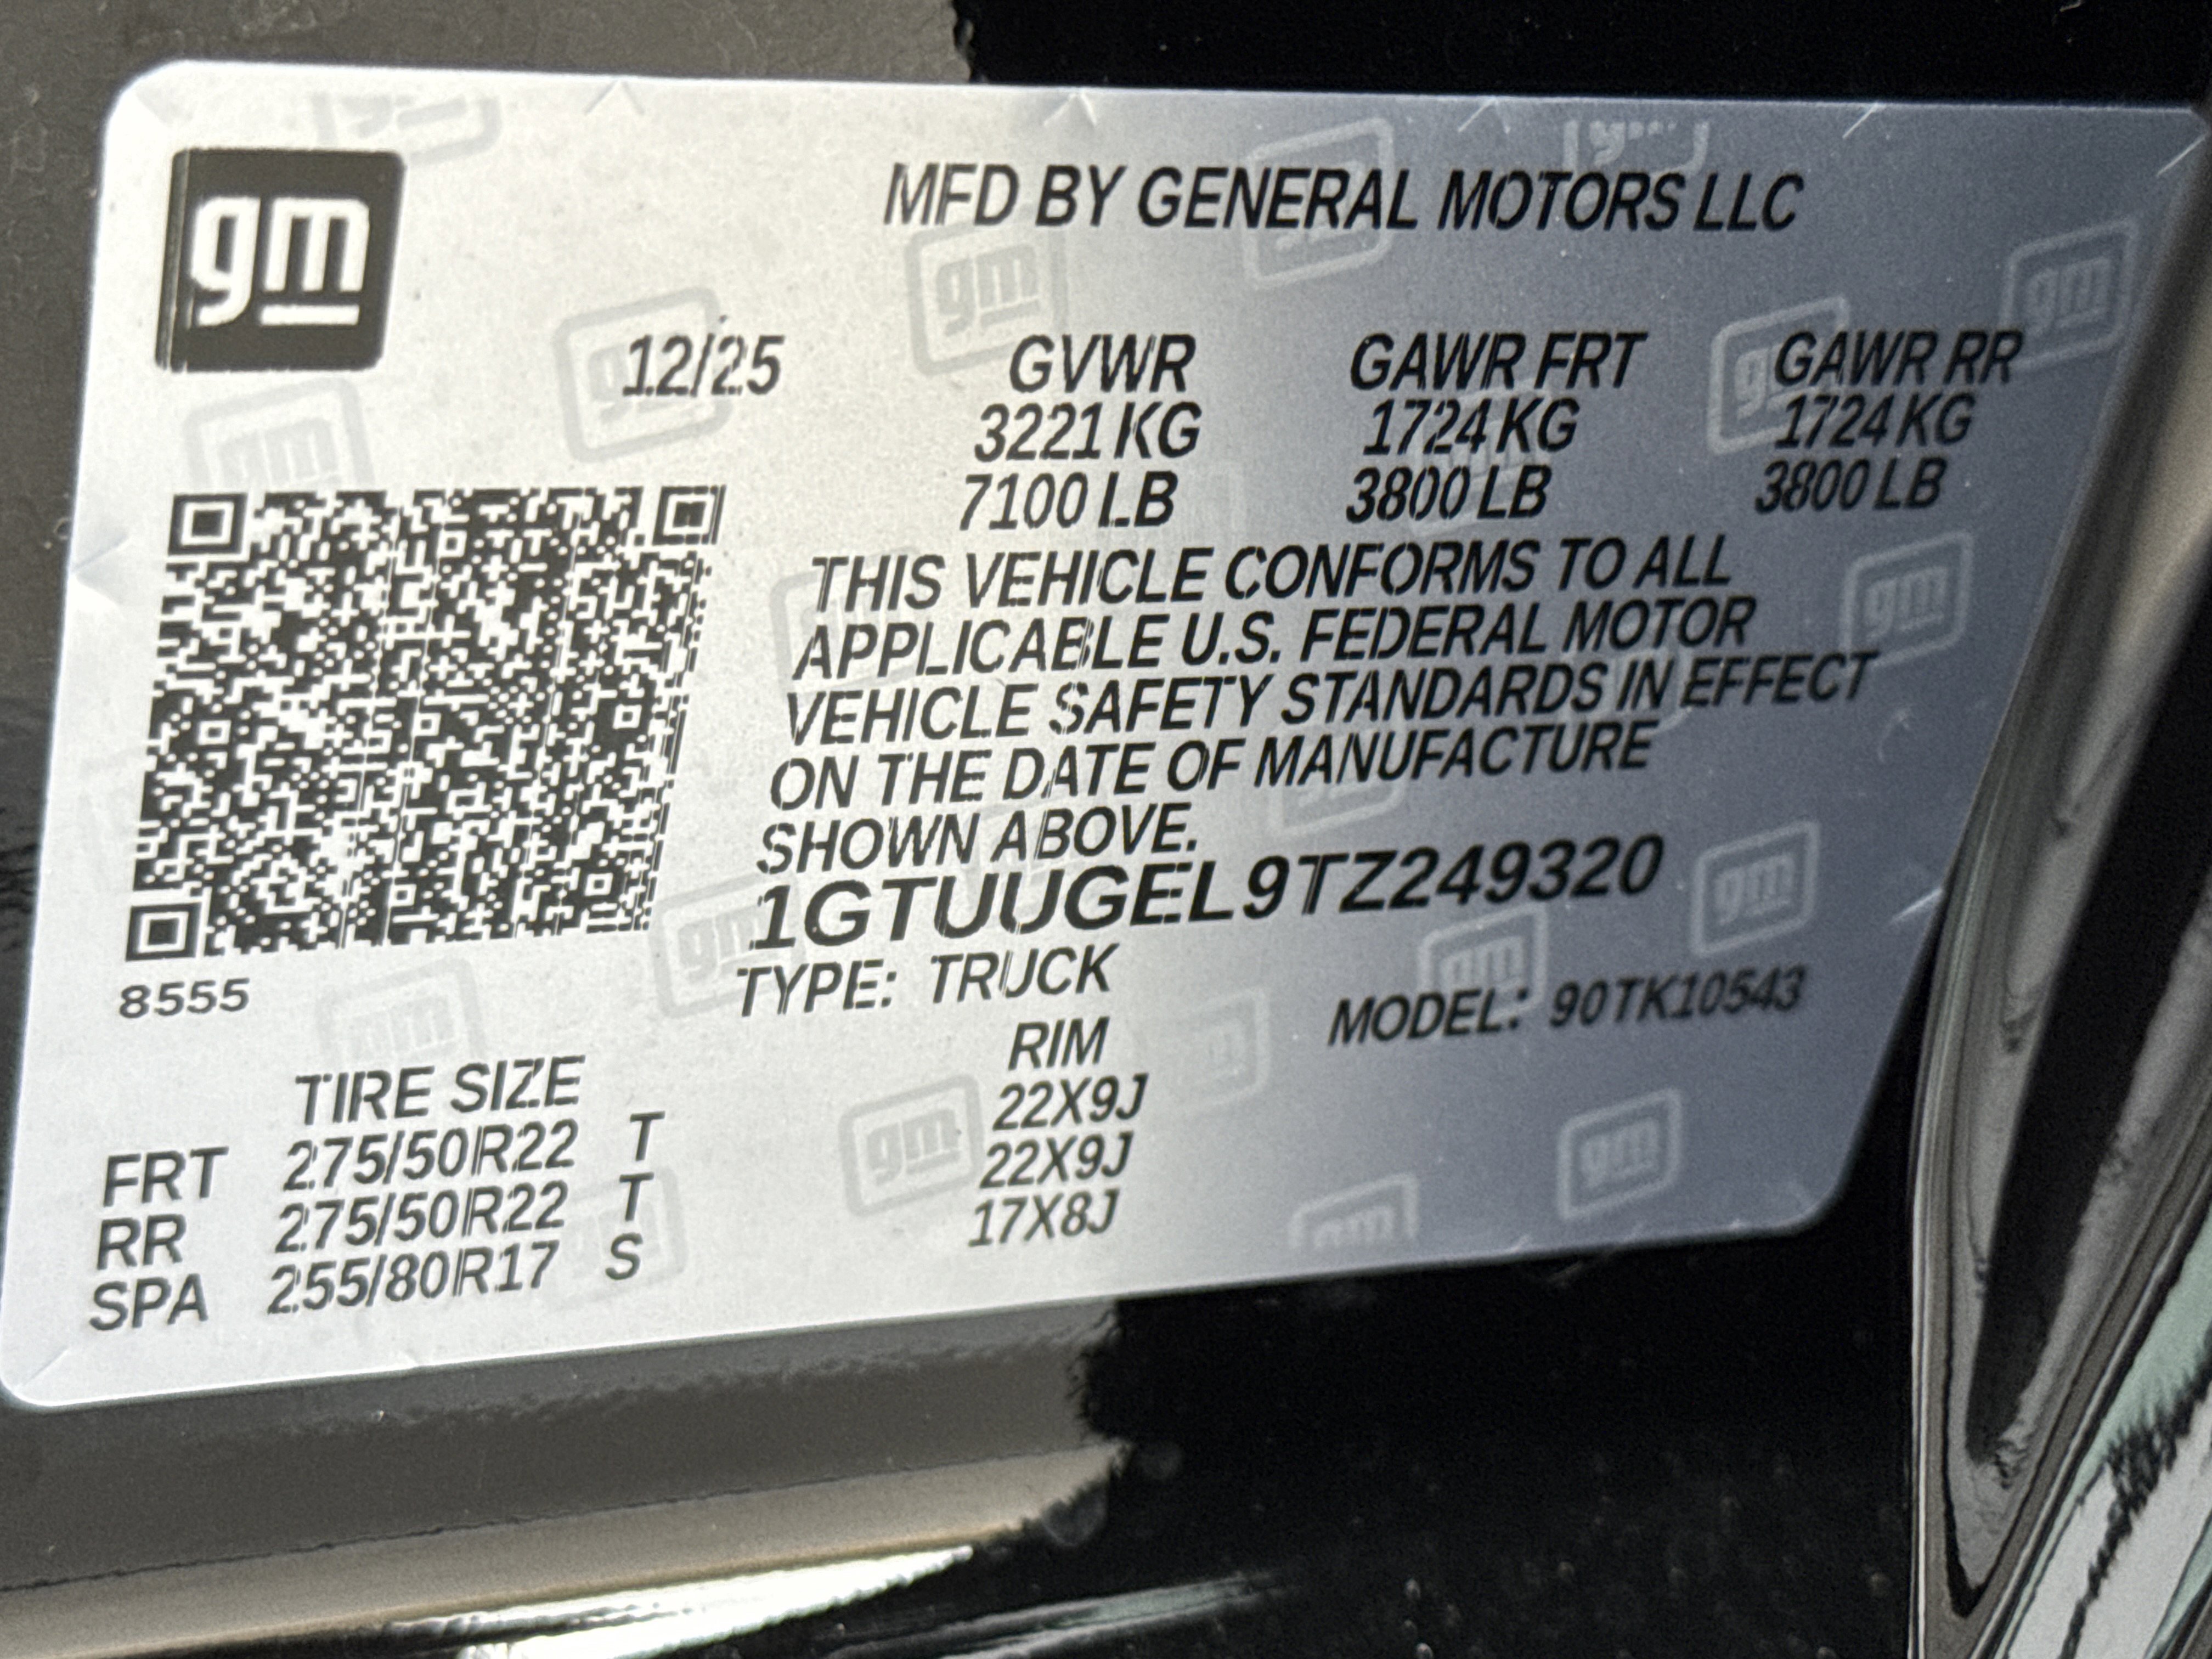 gm
MFD BY GENERAL MOTORS LLC
12/25 GVWR GAWR FRT GAWR RR
3221 KG 1724 KG 1724 KG
7100 LB 3800 LB 3800 LB
THIS VEHICLE CONFORMS TO ALL
APPLICABLE U.S. FEDERAL MOTOR
VEHICLE SAFETY STANDARDS IN EFFECT
ON THE DATE OF MANUFACTURE
SHOWN ABOVE.
1GTUUGEL9TZ249320
8555
TYPE: TRUCK MODEL: 90TK10543
TIRE SIZE RIM
FRT 275/50R22 T 22X9J
RR 275/50R22 T 22X9J
SPA 255/80R17 S 17X8J